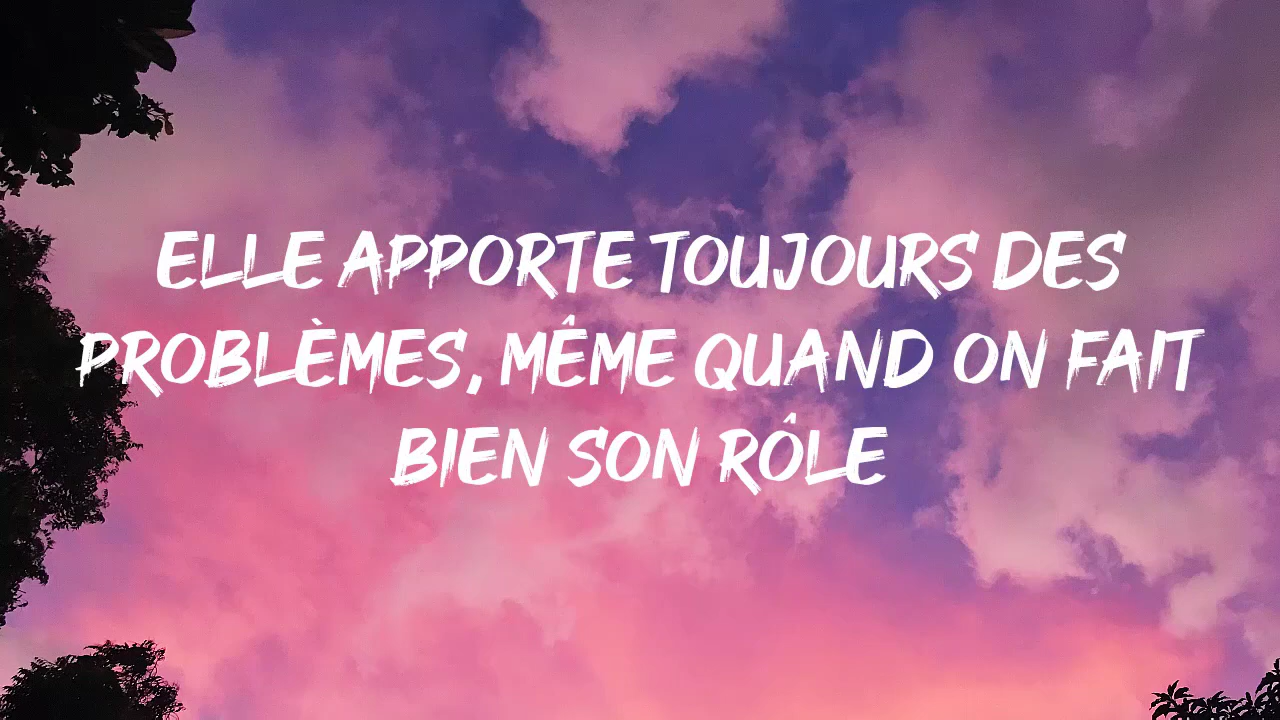 ELLE APPORTE TOUJOURS DES
PROBLÈMES, MÊME QUAND ON FAIT
BIEN SON RÔLE